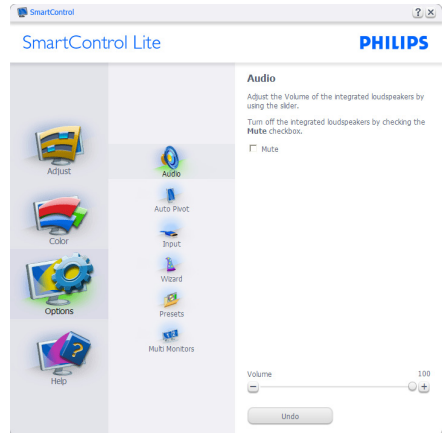 SmartControl
SmartControl Lite
PHILIPS
Adjust
Color
Options
Help
Audio
Auto Pivot
Input
Wizard
Presets
Multi Monitors
Audio
Adjust the Volume of the integrated loudspeakers by
using the slider.
Turn off the integrated loudspeakers by checking the
Mute checkbox.
Mute
Volume 100
Undo